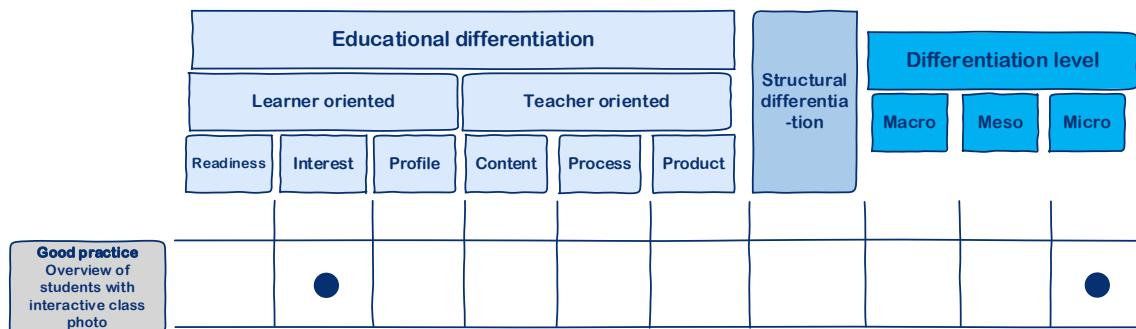 Educational differentiation
Learner oriented
Teacher oriented
Readiness
Interest
Profile
Content
Process
Product
Structural
differentia
-tion
Differentiation level
Macro
Meso
Micro
Good practice
Overview of
students with
interactive class
photo